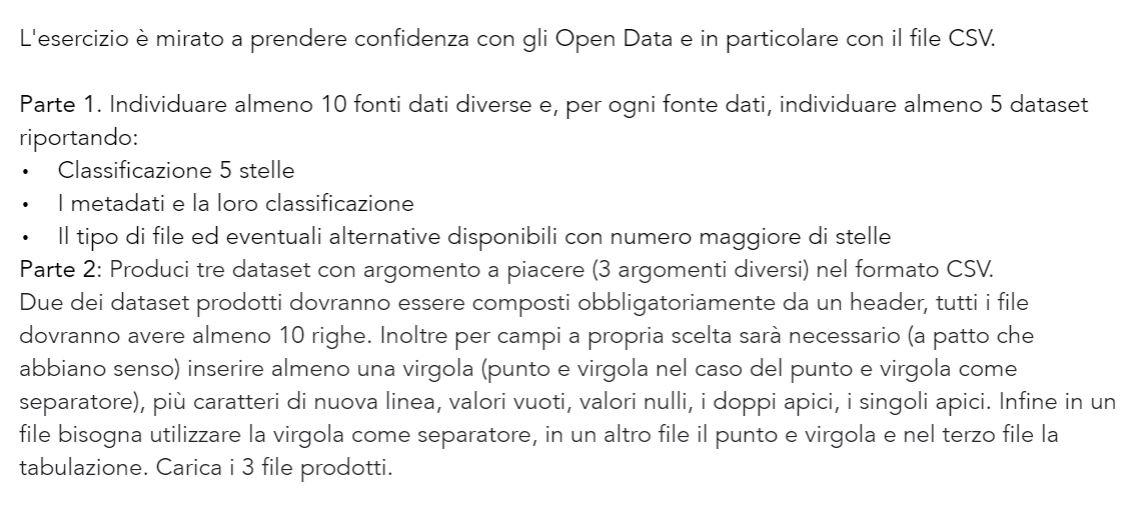 L'esercizio è mirato a prendere confidenza con gli Open Data e in particolare con il file CSV.
Parte 1. Individuare almeno 10 fonti dati diverse e, per ogni fonte dati, individuare almeno 5 dataset
riportando:
• Classificazione 5 stelle
• I metadati e la loro classificazione
• Il tipo di file ed eventuali alternative disponibili con numero maggiore di stelle
Parte 2: Produci tre dataset con argomento a piacere (3 argomenti diversi) nel formato CSV.
Due dei dataset prodotti dovranno essere composti obbligatoriamente da un header, tutti i file
dovranno avere almeno 10 righe. Inoltre per campi a propria scelta sarà necessario (a patto che
abbiano senso) inserire almeno una virgola (punto e virgola nel caso del punto e virgola come
separatore), più caratteri di nuova linea, valori vuoti, valori nulli, i doppi apici, i singoli apici. Infine in un
file bisogna utilizzare la virgola come separatore, in un altro file il punto e virgola e nel terzo file la
tabulazione. Carica i 3 file prodotti.